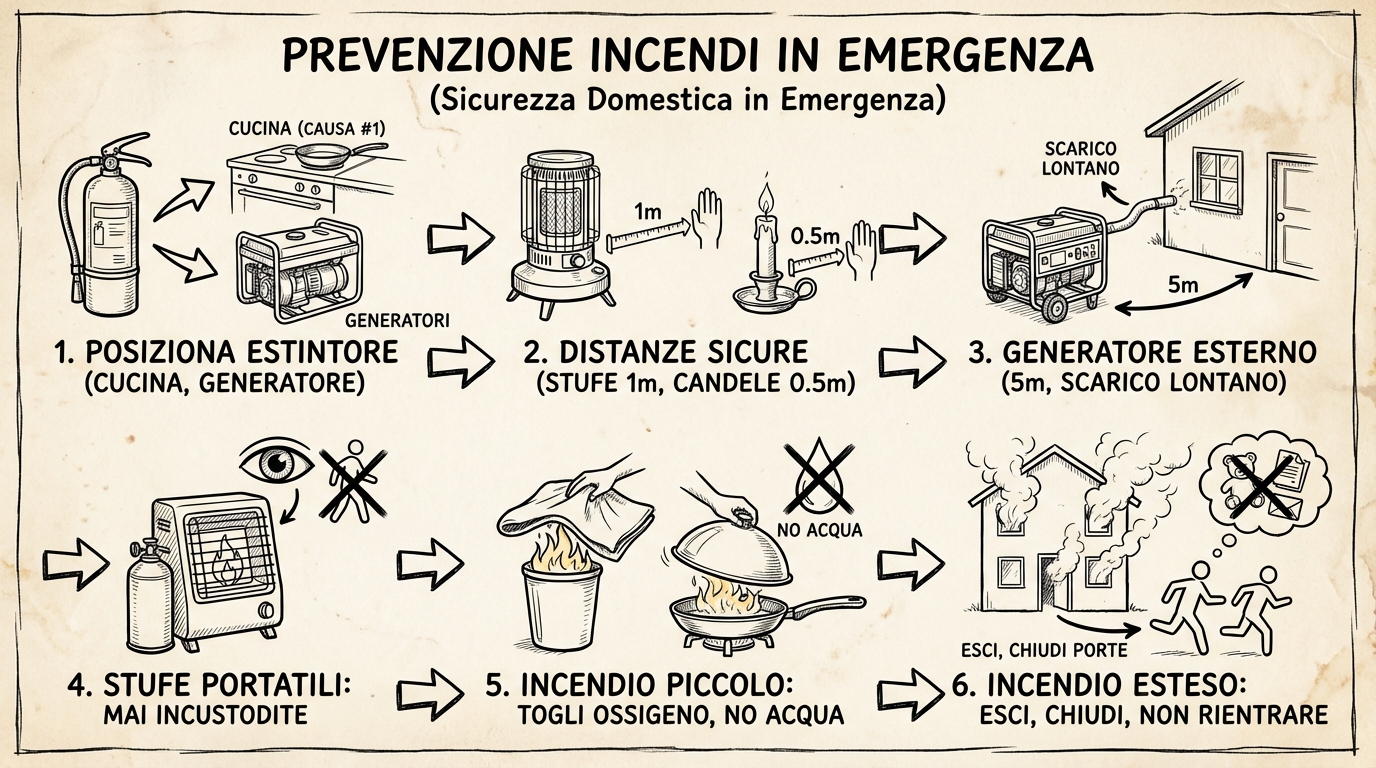 PREVENZIONE INCENDI IN EMERGENZA
(Sicurezza Domestica in Emergenza)
CUCINA (CAUSA #1)
GENERATORI
1. POSIZIONA ESTINTORE
(CUCINA, GENERATORE)
1m
0.5m
2. DISTANZE SICURE
(STUFE 1m, CANDELE 0.5m)
SCARICO
LONTANO
5m
3. GENERATORE ESTERNO
(5m, SCARICO LONTANO)
4. STUFE PORTATILI:
MAI INCUSTODITE
NO ACQUA
5. INCENDIO PICCOLO:
TOGLI OSSIGENO, NO ACQUA
ESCI, CHIUDI PORTE
6. INCENDIO ESTESO:
ESCI, CHIUDI, NON RIENTRARE